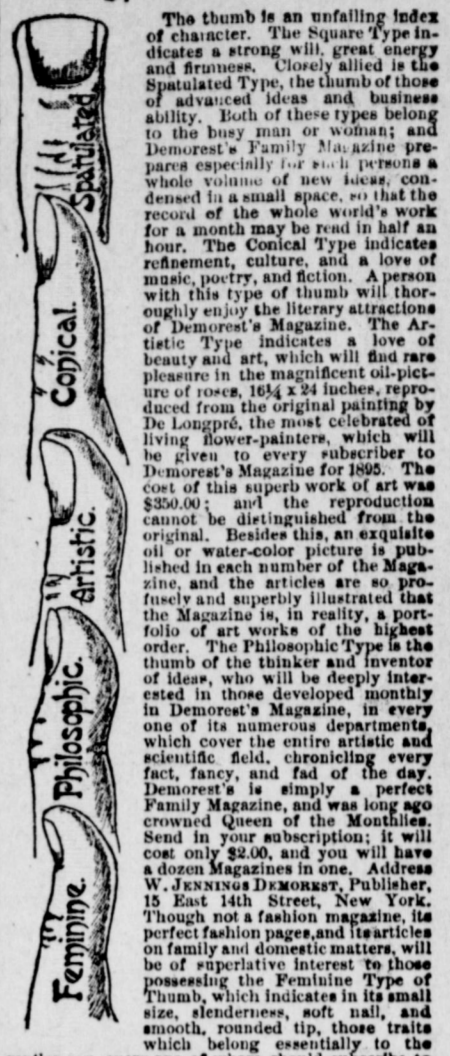 Spatulated
Conical.
Artistic.
Philosophic.
Feminine.
The thumb is an unfailing index
of character. The Square Type in-
dicates a strong will, great energy
and firmness. Closely allied is the
Spatulated Type, the thumb of those
of advanced ideas and business
ability. Both of these types belong
to the busy man or woman; and
Demorest's Family Magazine pre-
pares especially for such persons a
whole volume of new ideas, con-
densed in a small space, so that the
record of the whole world's work
for a month may be read in half an
hour. The Conical Type indicates
refinement, culture, and a love of
music, poetry, and fiction. A person
with this type of thumb will thor-
oughly enjoy the literary attractions
of Demorest's Magazine. The Ar-
tistic Type indicates a love of
beauty and art, which will find rare
pleasure in the magnificent oil-pict-
ure of roses, 16½ x 24 inches, repro-
duced from the original painting by
De Longpré, the most celebrated of
living flower-painters, which will
be given to every subscriber to
Demorest's Magazine for 1895. The
cost of this superb work of art was
$350.00; and the reproduction
cannot be distinguished from the
original. Besides this, an exquisite
oil or water-color picture is pub-
lished in each number of the Maga-
zine, and the articles are so pro-
fusely and superbly illustrated that
the Magazine is, in reality, a port-
folio of art works of the highest
order. The Philosophic Type is the
thumb of the thinker and inventor
of ideas, who will be deeply inter-
ested in those developed monthly
in Demorest's Magazine, in every
one of its numerous departments,
which cover the entire artistic and
scientific field, chronicling every
fact, fancy, and fad of the day.
Demorest's is simply a perfect
Family Magazine, and was long ago
crowned Queen of the Monthlies.
Send in your subscription; it will
cost only $2.00, and you will have
a dozen Magazines in one. Address
W. JENNINGS DEMOREST, Publisher,
15 East 14th Street, New York.
Though not a fashion magazine, its
perfect fashion pages, and its articles
on family and domestic matters, will
be of superlative interest to those
possessing the Feminine Type of
Thumb, which indicates in its small
size, slenderness, soft nail, and
smooth, rounded tip, those traits
which belong essentially to the